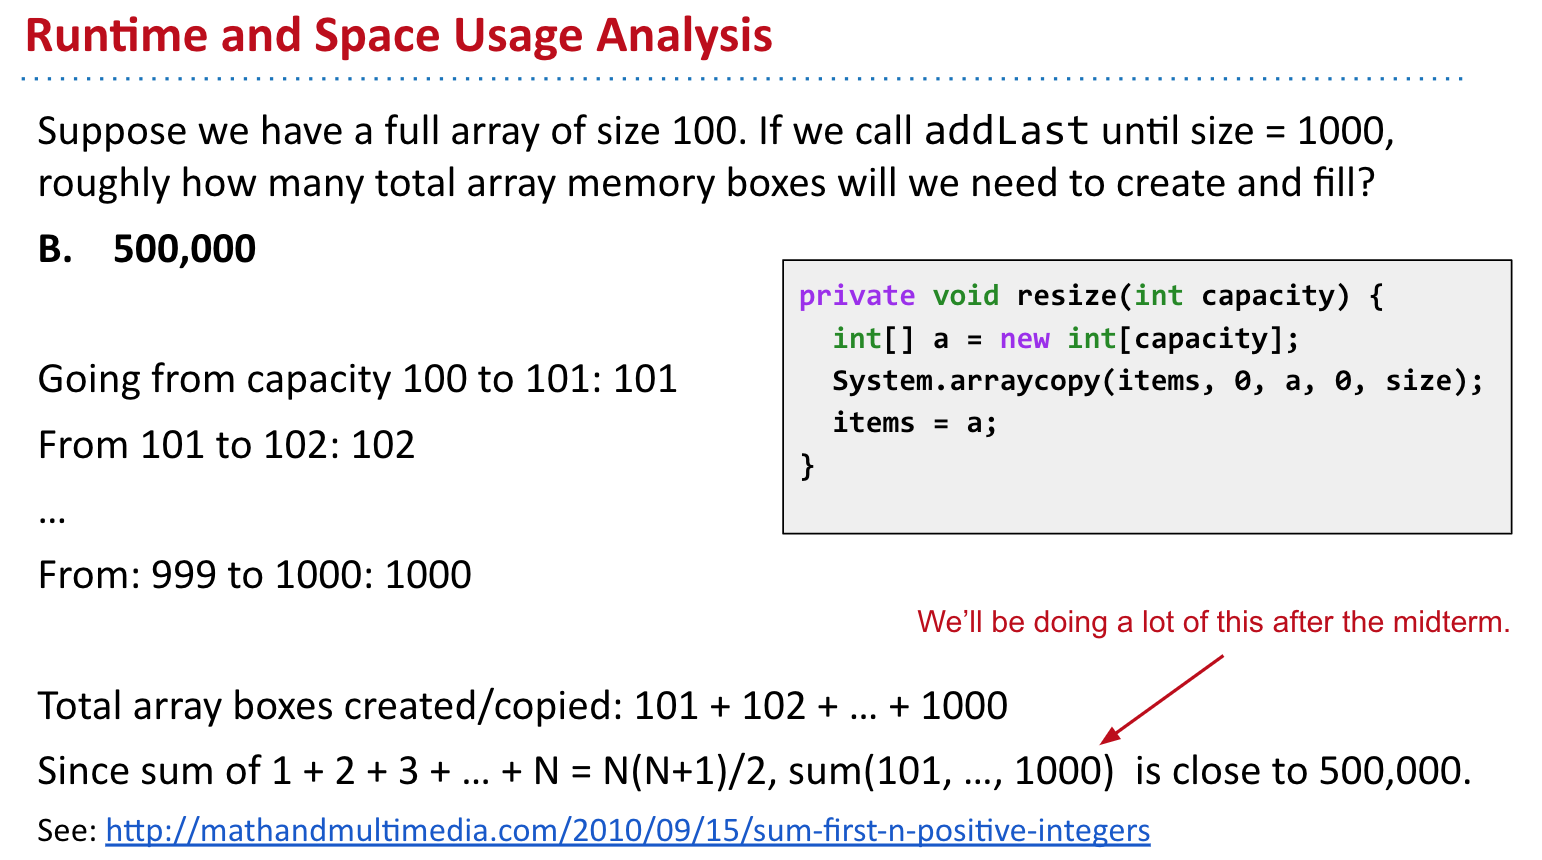 Runtime and Space Usage Analysis
Suppose we have a full array of size 100. If we call addLast until size = 1000,
roughly how many total array memory boxes will we need to create and fill?
B. 500,000
private void resize(int capacity) {
int[] a = new int[capacity];
System.arraycopy(items, 0, a, 0, size);
items = a;
}
Going from capacity 100 to 101: 101
From 101 to 102: 102
…
From: 999 to 1000: 1000
We’ll be doing a lot of this after the midterm.
Total array boxes created/copied: 101 + 102 + … + 1000
Since sum of 1 + 2 + 3 + … + N = N(N+1)/2, sum(101, …, 1000) is close to 500,000.
See: http://mathandmultimedia.com/2010/09/15/sum-first-n-positive-integers